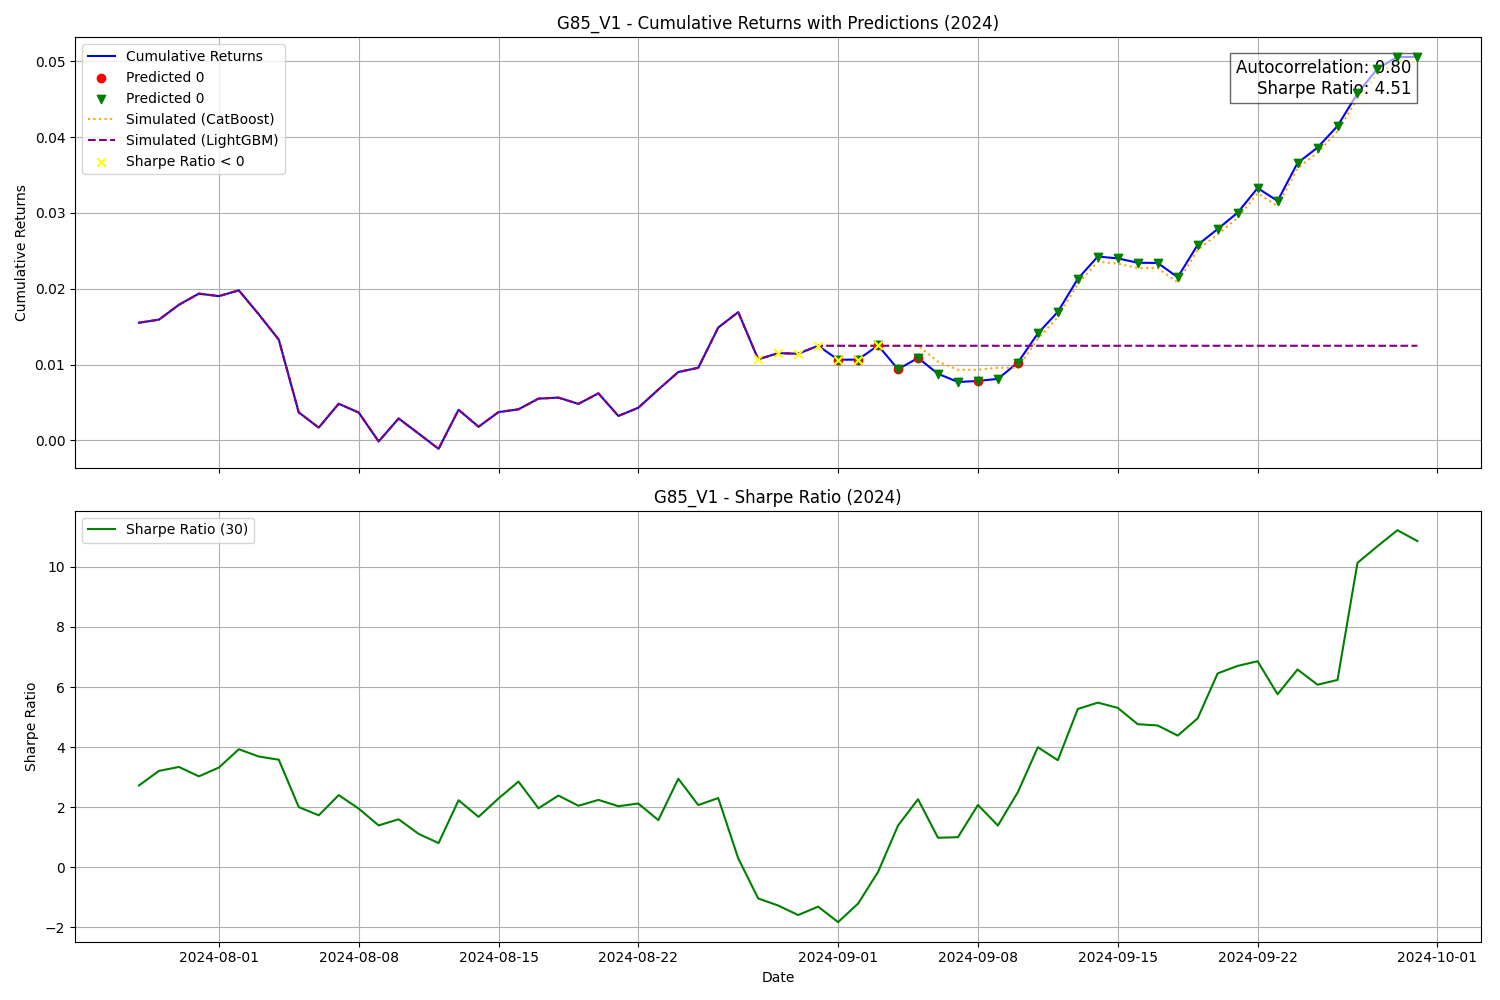 G85_V1 - Cumulative Returns with Predictions (2024)
Cumulative Returns
Predicted 0
Predicted 0
Simulated (CatBoost)
Simulated (LightGBM)
Sharpe Ratio < 0
Autocorrelation: 0.80
Sharpe Ratio: 4.51
Cumulative Returns
0.05
0.04
0.03
0.02
0.01
0.00
G85_V1 - Sharpe Ratio (2024)
Sharpe Ratio (30)
Sharpe Ratio
10
8
6
4
2
0
−2
2024-08-01
2024-08-08
2024-08-15
2024-08-22
2024-09-01
2024-09-08
2024-09-15
2024-09-22
2024-10-01
Date